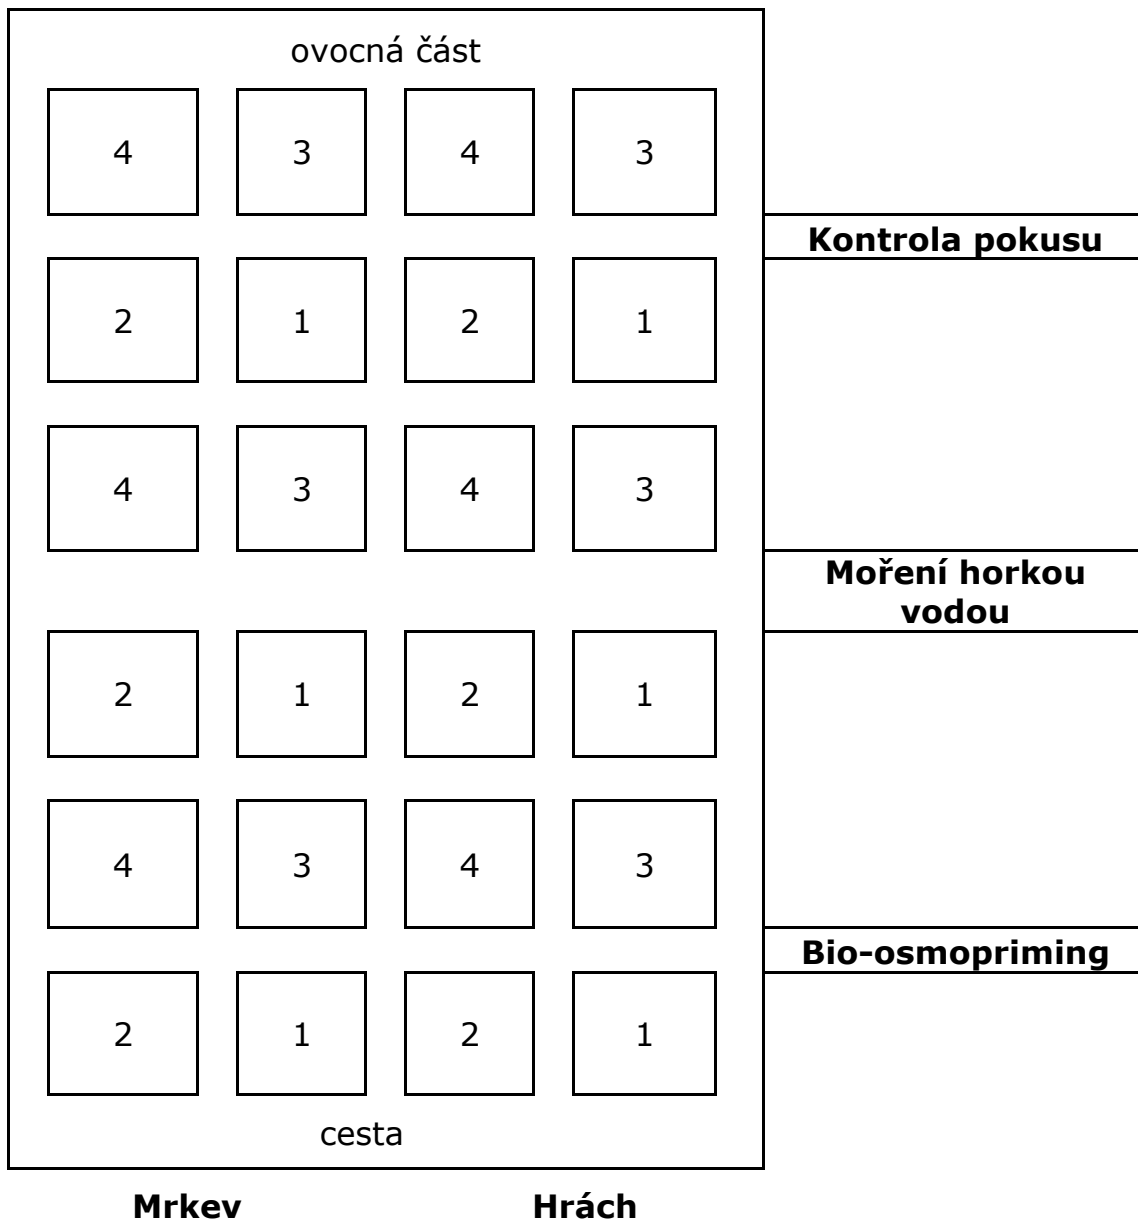 ovocná část
4 3 4 3
Kontrola pokusu
2 1 2 1
4 3 4 3
Moření horkou
vodou
2 1 2 1
4 3 4 3
Bio-osmopriming
2 1 2 1
cesta
Mrkev Hrách